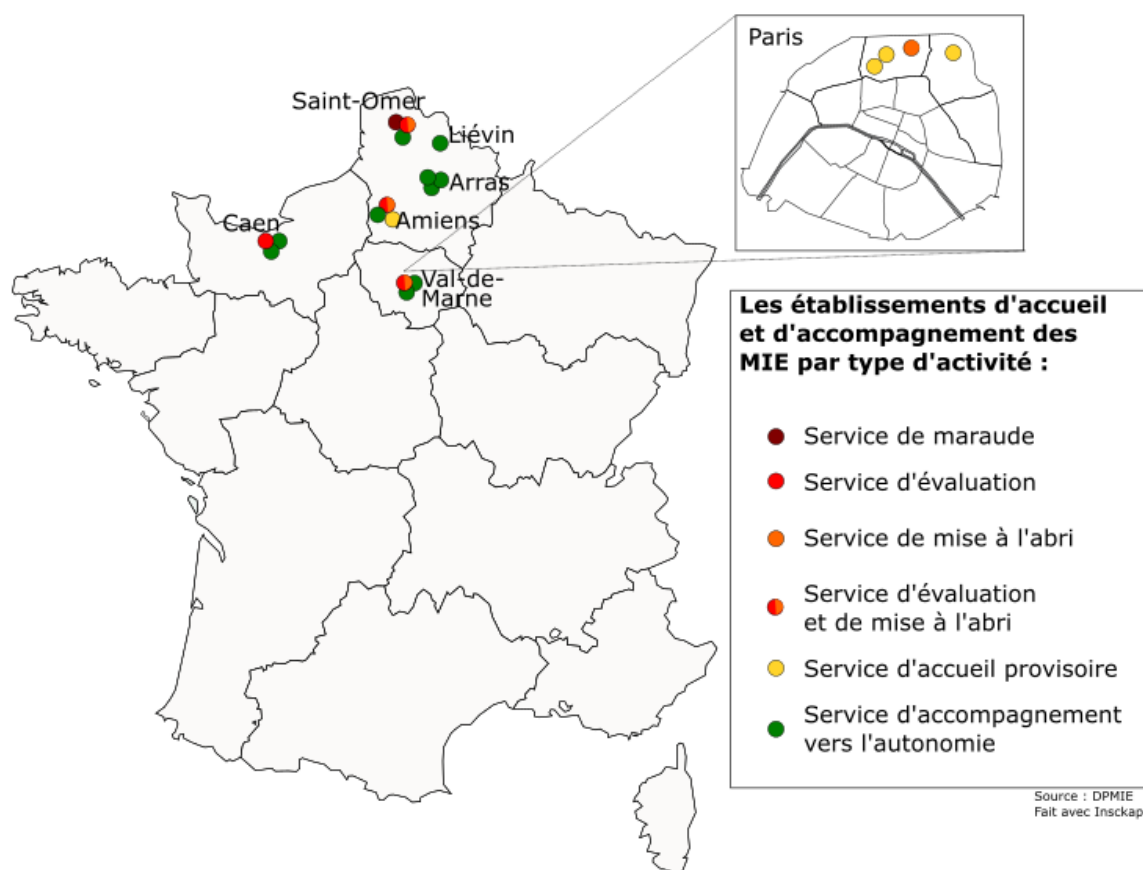 Paris
Saint-Omer
Liévin
Arras
Amiens
Caen
Val-de-
Marne
Les établissements d'accueil
et d'accompagnement des
MIE par type d'activité :
Service de maraude
Service d'évaluation
Service de mise à l'abri
Service d'évaluation
et de mise à l'abri
Service d'accueil provisoire
Service d'accompagnement
vers l'autonomie
Source : DPMIE
Fait avec Insckap